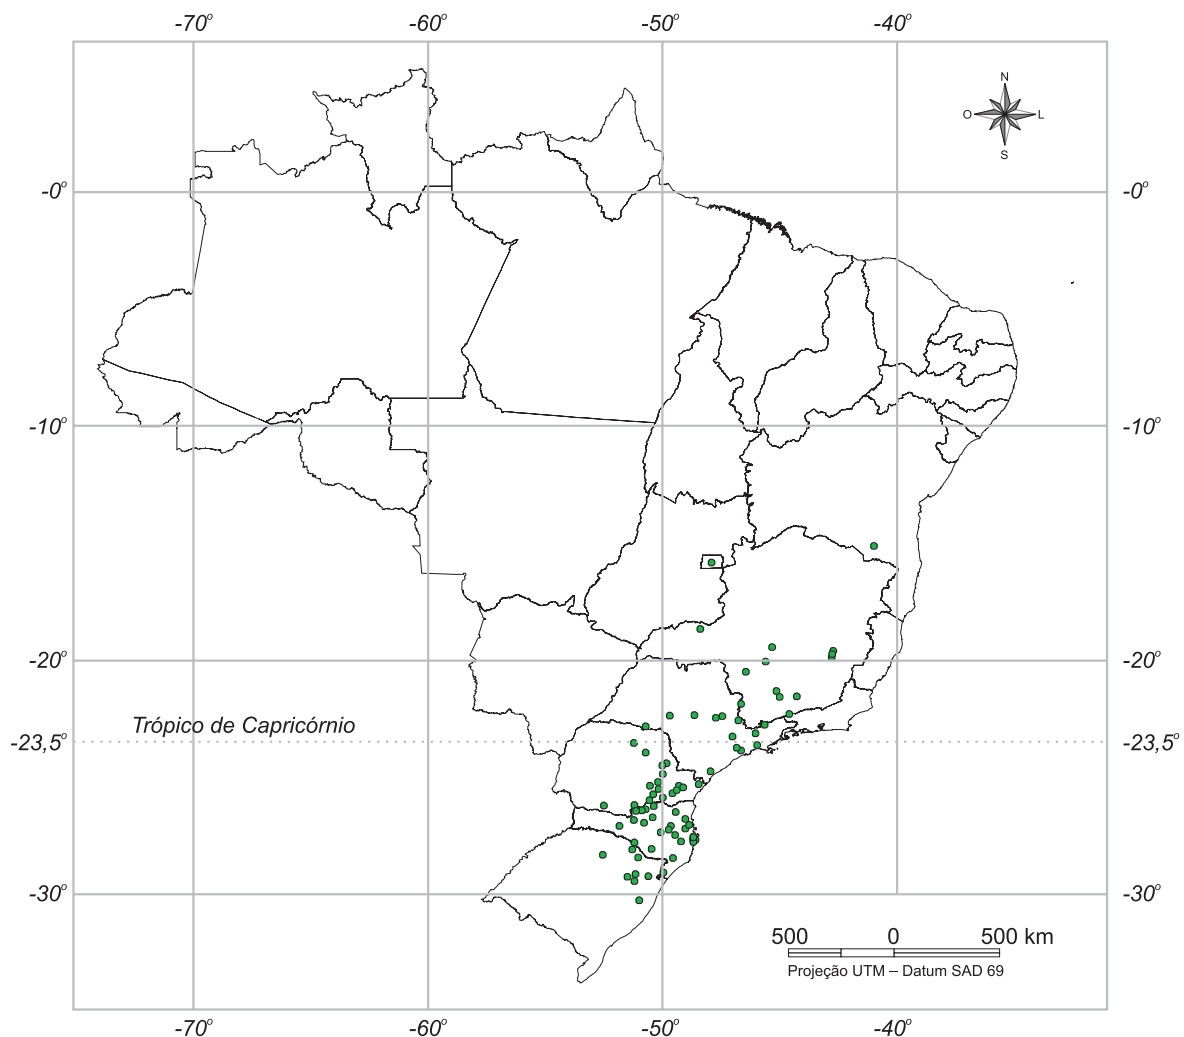 -70° -60° -50° -40°
N
O L
S
-0° -0°
-10° -10°
-20° -20°
Trópico de Capricórnio
-23,5° -23,5°
-30° -30°
500 0 500 km
Projeção UTM – Datum SAD 69
-70° -60° -50° -40°